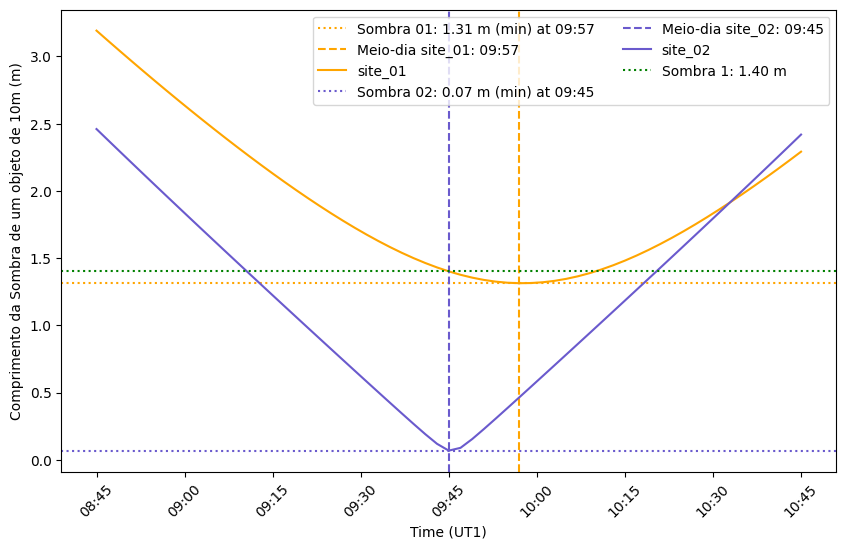 Sombra 01: 1.31 m (min) at 09:57
Meio-dia site_01: 09:57
site_01
Sombra 02: 0.07 m (min) at 09:45
Meio-dia site_02: 09:45
site_02
Sombra 1: 1.40 m
Comprimento da Sombra de um objeto de 10m (m)
3.0
2.5
2.0
1.5
1.0
0.5
0.0
08:45
09:00
09:15
09:30
09:45
10:00
10:15
10:30
10:45
Time (UT1)